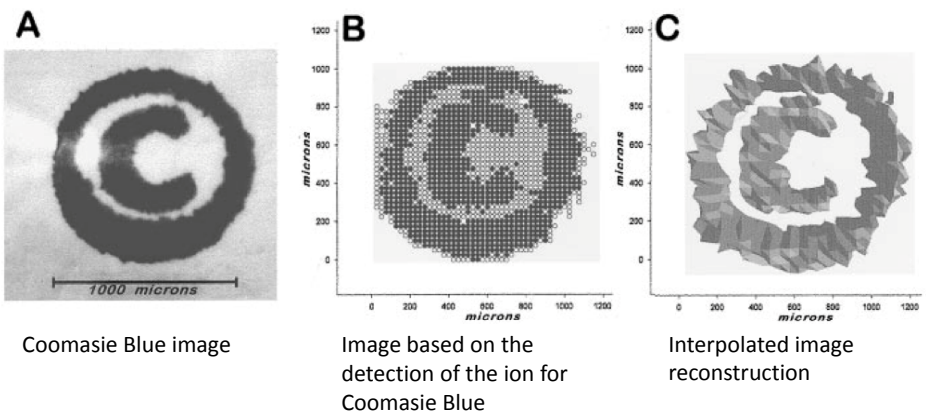 A
B
C
1200
1000
800
600
400
200
0
microns
0 200 400 600 800 1000 1200
microns
1200
1000
800
600
400
200
0
microns
0 200 400 600 800 1000 1200
microns
C
1000 microns
Coomasie Blue image
Image based on the
detection of the ion for
Coomasie Blue
Interpolated image
reconstruction